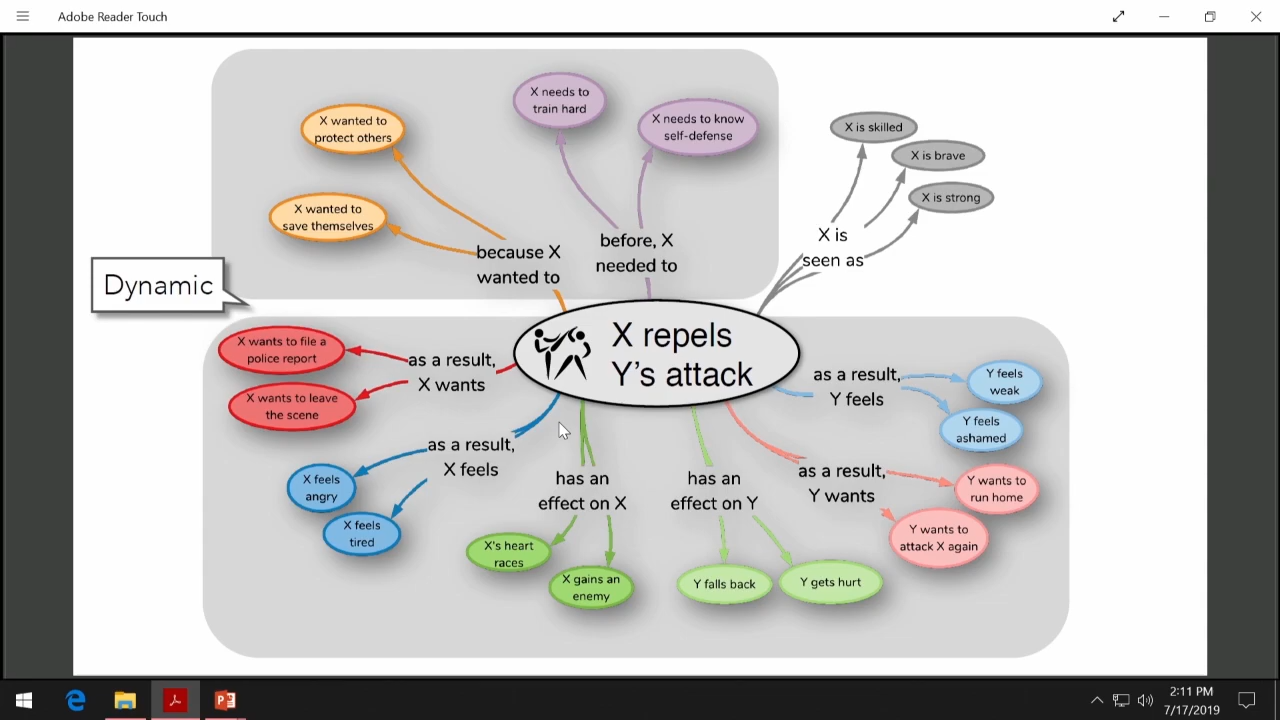 Adobe Reader Touch
X needs to
train hard
X wanted to
protect others
X needs to know
self-defense
X is skilled
X is brave
X is strong
X wanted to
save themselves
because X
wanted to
before, X
needed to
X is
seen as
Dynamic
X repels
Y's attack
X wants to file a
police report
X wants to leave
the scene
as a result,
X wants
as a result,
Y feels
Y feels
weak
Y feels
ashamed
as a result,
X feels
X feels
angry
X feels
tired
has an
effect on X
X's heart
races
X gains an
enemy
has an
effect on Y
Y falls back
Y gets hurt
as a result,
Y wants
Y wants to
run home
Y wants to
attack X again
2:11 PM
7/17/2019